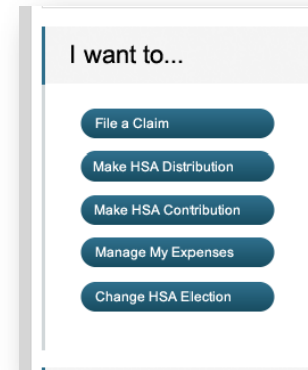 I want to...
File a Claim
Make HSA Distribution
Make HSA Contribution
Manage My Expenses
Change HSA Election